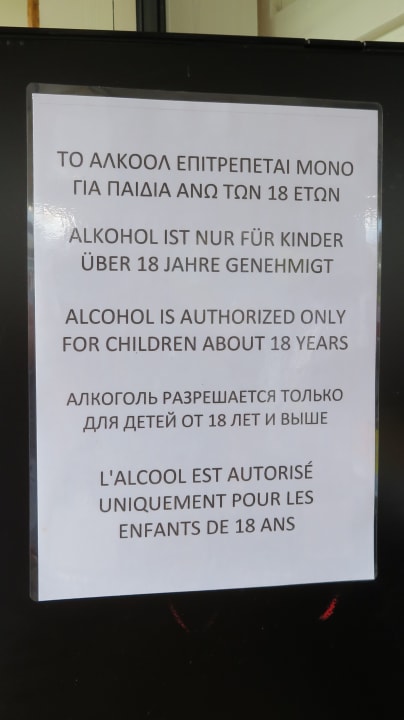 ΤΟ ΑΛΚΟΟΛ ΕΠΙΤΡΕΠΕΤΑΙ ΜΟΝΟ
ΓΙΑ ΠΑΙΔΙΑ ΑΝΩ ΤΩΝ 18 ΕΤΩΝ
ALKOHOL IST NUR FÜR KINDER
ÜBER 18 JAHRE GENEHMIGT
ALCOHOL IS AUTHORIZED ONLY
FOR CHILDREN ABOUT 18 YEARS
АЛКОГОЛЬ РАЗРЕШАЕТСЯ ТОЛЬКО
ДЛЯ ДЕТЕЙ ОТ 18 ЛЕТ И ВЫШЕ
L'ALCOOL EST AUTORISÉ
UNIQUEMENT POUR LES
ENFANTS DE 18 ANS